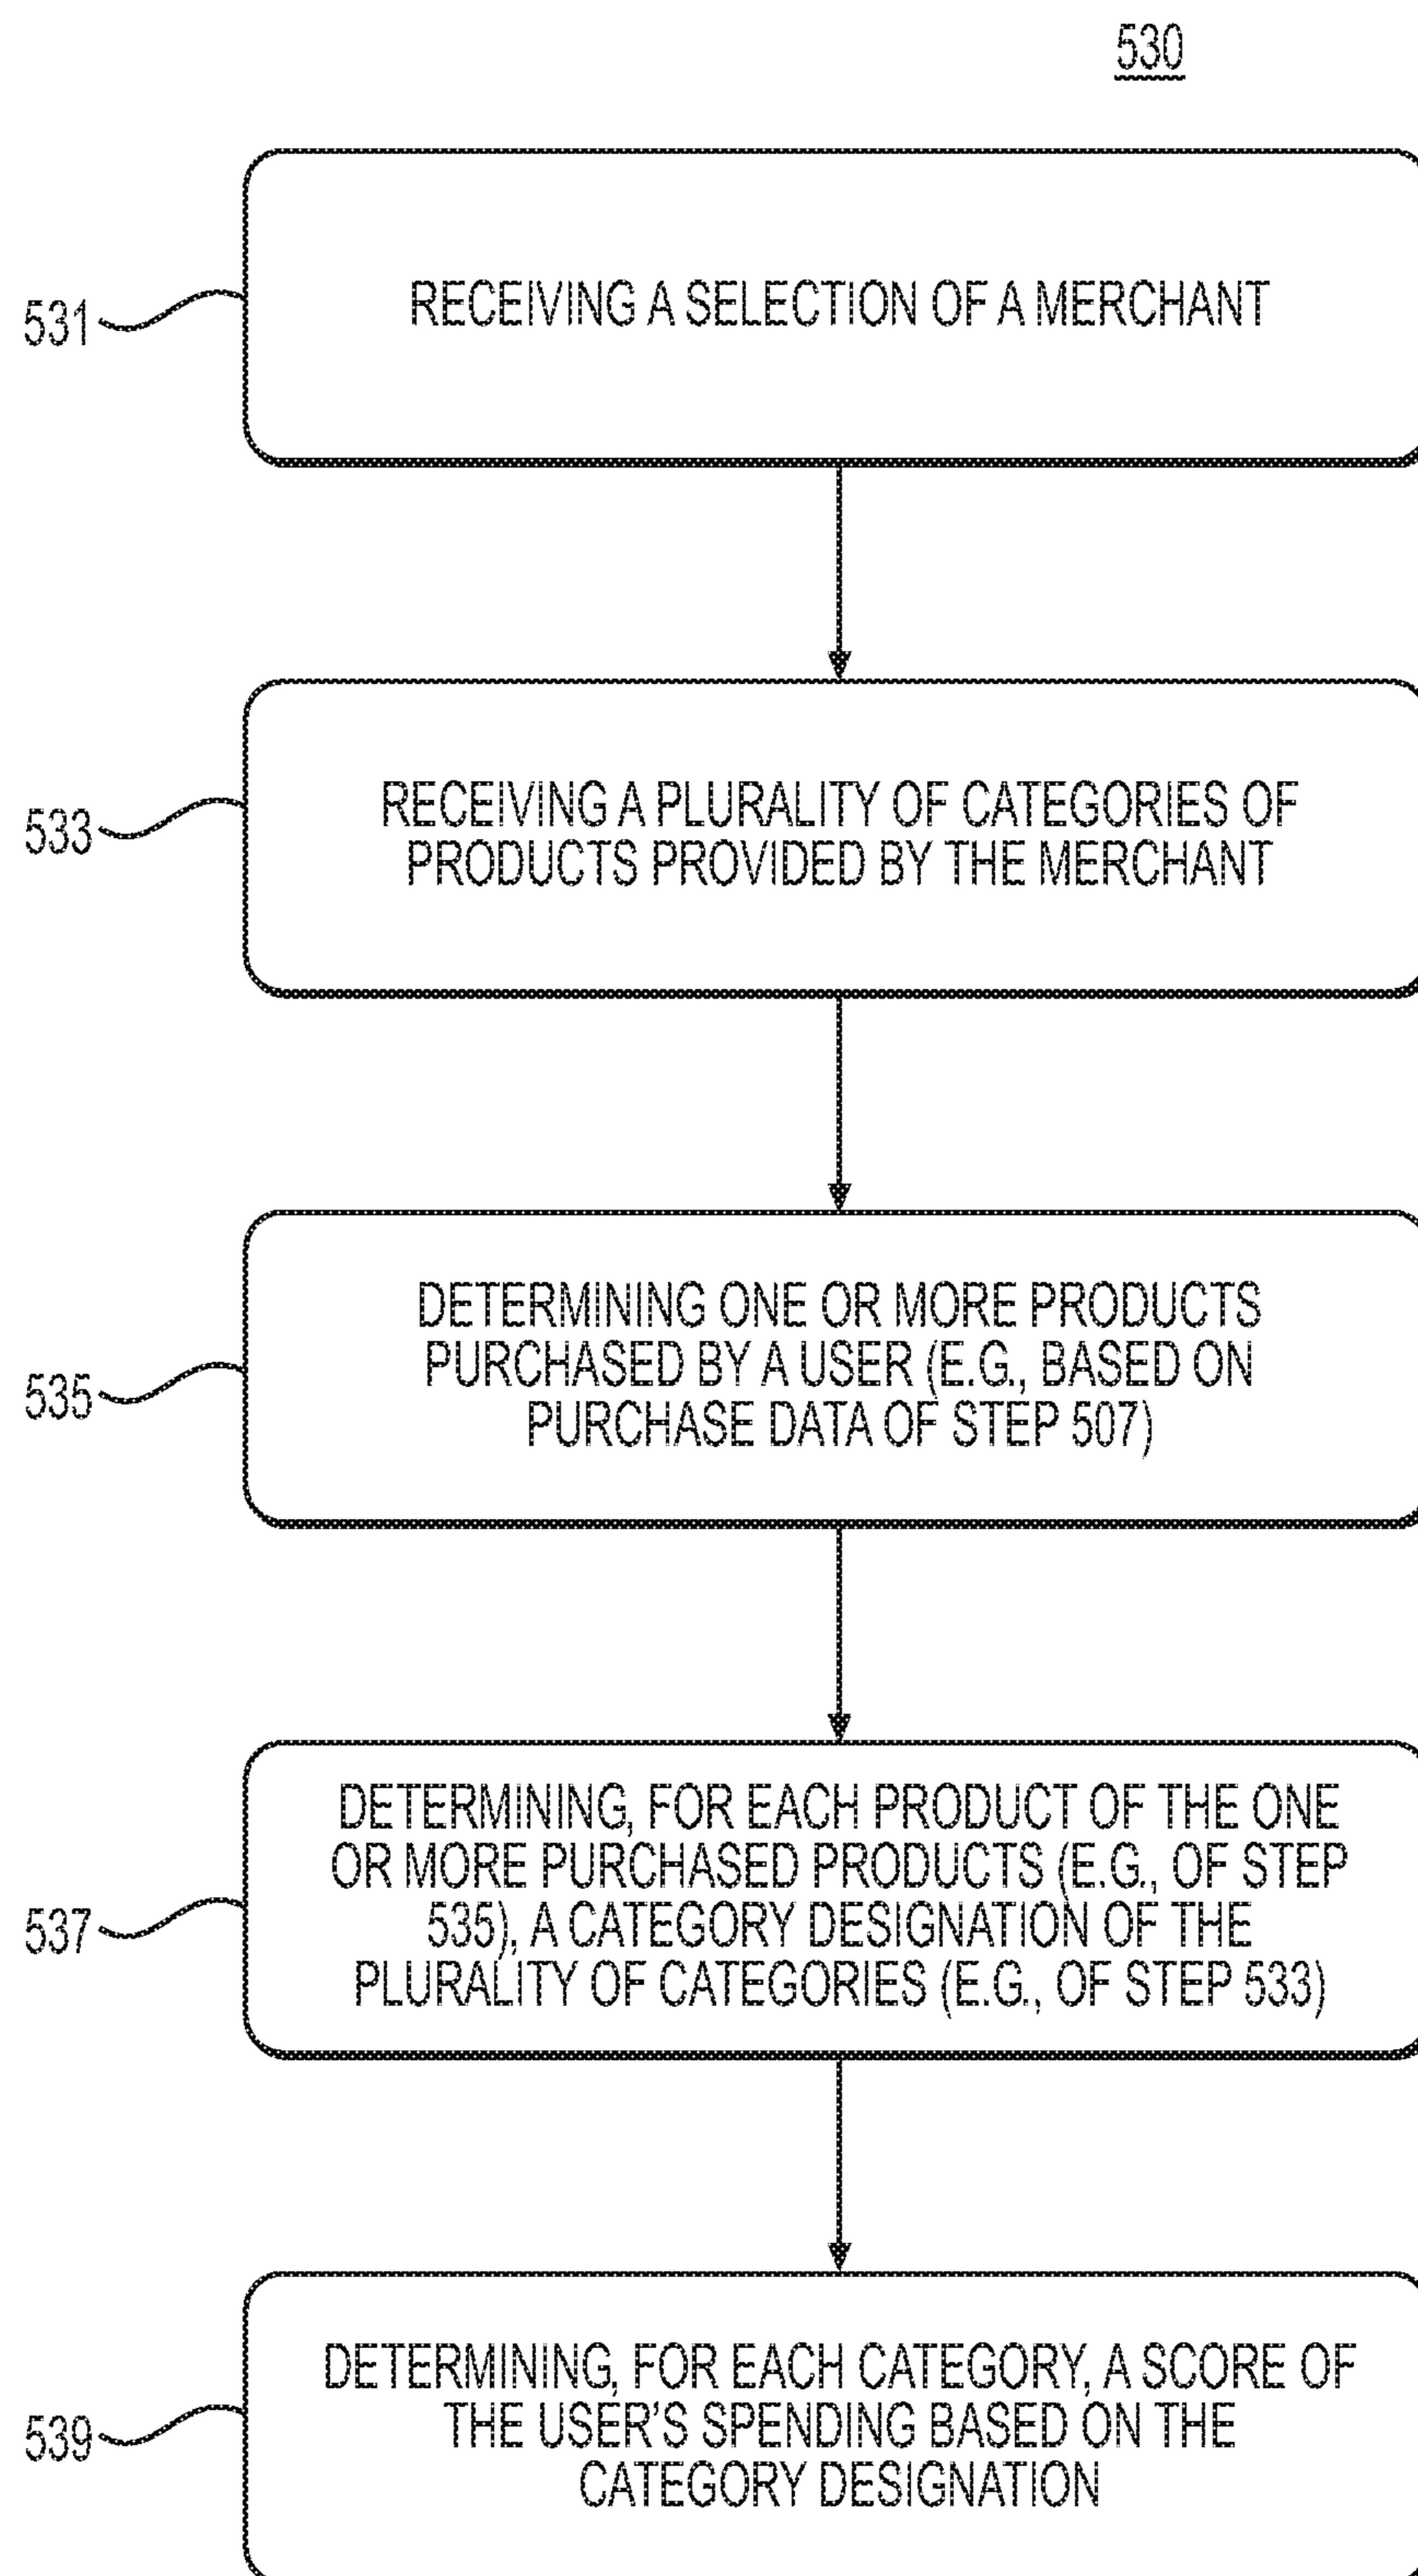 530
531
RECEIVING A SELECTION OF A MERCHANT
533
RECEIVING A PLURALITY OF CATEGORIES OF
PRODUCTS PROVIDED BY THE MERCHANT
535
DETERMINING ONE OR MORE PRODUCTS
PURCHASED BY A USER (E.G., BASED ON
PURCHASE DATA OF STEP 507)
537
DETERMINING, FOR EACH PRODUCT OF THE ONE
OR MORE PURCHASED PRODUCTS (E.G., OF STEP
535), A CATEGORY DESIGNATION OF THE
PLURALITY OF CATEGORIES (E.G., OF STEP 533)
539
DETERMINING, FOR EACH CATEGORY, A SCORE OF
THE USER'S SPENDING BASED ON THE
CATEGORY DESIGNATION